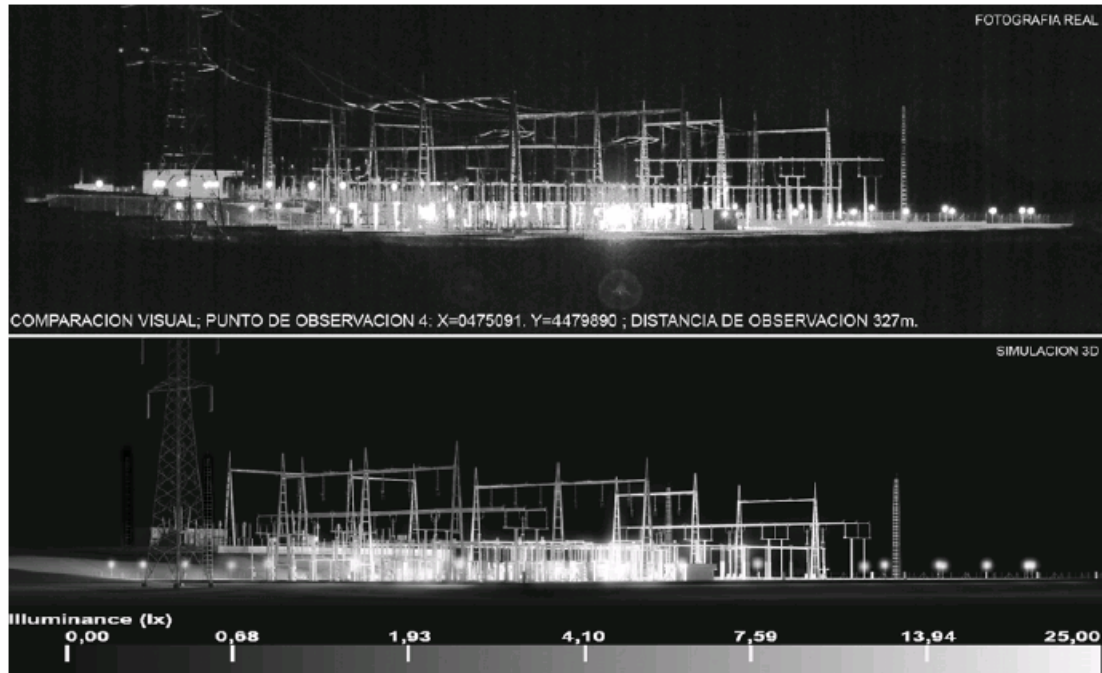 FOTOGRAFIA REAL
COMPARACION VISUAL; PUNTO DE OBSERVACION 4: X=0475091. Y=4479890 ; DISTANCIA DE OBSERVACION 327m.
SIMULACION 3D
Illuminance (lx)
0,00 0,68 1,93 4,10 7,59 13,94 25,00